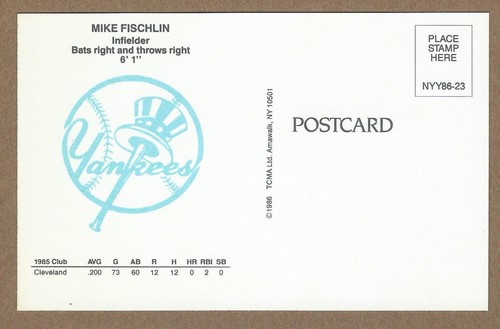 MIKE FISCHLIN
Infielder
Bats right and throws right
6' 1"
Yankees
1985 Club AVG G AB R H HR RBI SB
Cleveland .200 73 60 12 12 0 2 0
©1986 TCMA Ltd. Amawalk, NY 10501
POSTCARD
PLACE
STAMP
HERE
NYY86-23